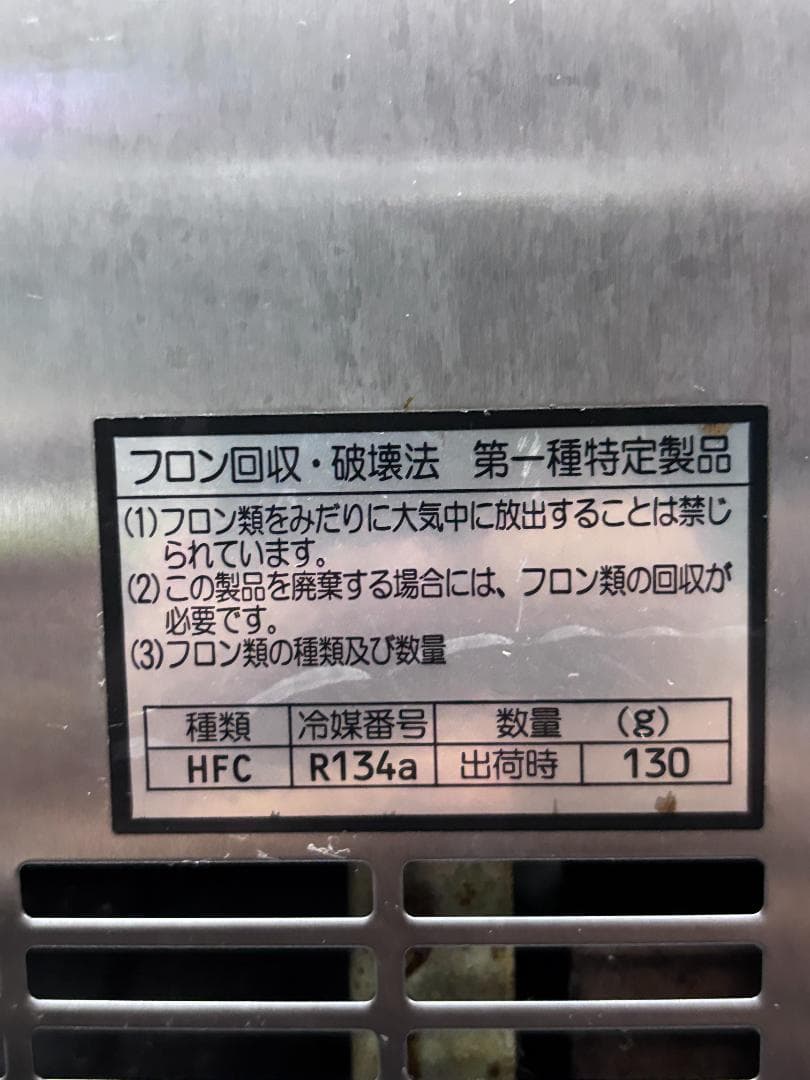 フロン回収・破壊法 第一種特定製品
(1)フロン類をみだりに大気中に放出することは禁じ
られています。
(2)この製品を廃棄する場合には、フロン類の回収が
必要です。
(3)フロン類の種類及び数量
種類 冷媒番号 数量 (g)
HFC R134a 出荷時 130